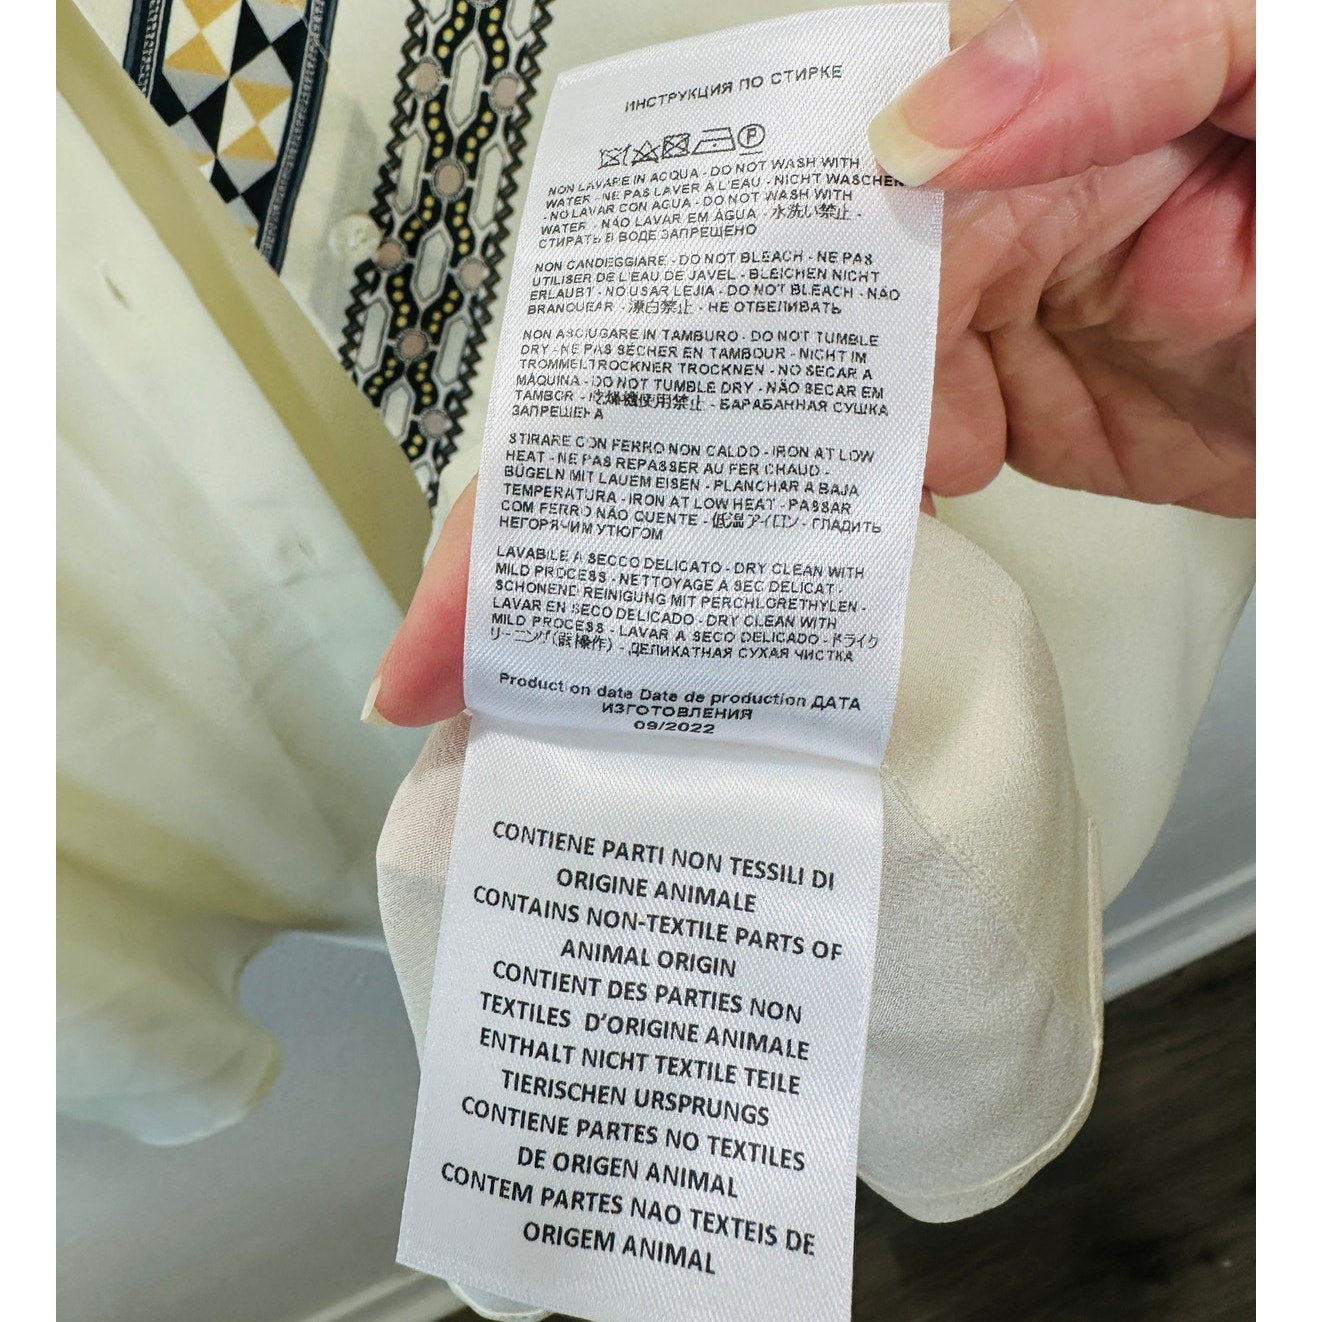 ИНСТРУКЦИЯ ПО СТИРКЕ
NON LAVARE IN ACQUA - DO NOT WASH WITH
WATER - NE PAS LAVER À L'EAU - NICHT WASCHEN
- NO LAVAR CON AGUA - DO NOT WASH WITH
WATER - NÃO LAVAR EM ÁGUA - 水洗い禁止 -
СТИРАТЬ В ВОДЕ ЗАПРЕЩЕНО
NON CANDEGGIARE - DO NOT BLEACH - NE PAS
UTILISER DE L'EAU DE JAVEL - BLEICHEN NICHT
ERLAUBT - NO USAR LEJIA - DO NOT BLEACH - NÃO
BRANQUEAR - 漂白禁止 - НЕ ОТБЕЛИВАТЬ
NON ASCIUGARE IN TAMBURO - DO NOT TUMBLE
DRY - NE PAS SÉCHER EN TAMBOUR - NICHT IM
TROMMELTROCKNER TROCKNEN - NO SECAR A
MÁQUINA - DO NOT TUMBLE DRY - NÃO SECAR EM
TAMBOR - 乾燥機使用禁止 - БАРАБАННАЯ СУШКА
ЗАПРЕЩЕНА
STIRARE CON FERRO NON CALDO - IRON AT LOW
HEAT - NE PAS REPASSER AU FER CHAUD -
BÜGELN MIT LAUEM EISEN - PLANCHAR A BAJA
TEMPERATURA - IRON AT LOW HEAT - PASSAR
COM FERRO NÃO QUENTE - 低温アイロン - ГЛАДИТЬ
НЕГОРЯЧИМ УТЮГОМ
LAVABILE A SECCO DELICATO - DRY CLEAN WITH
MILD PROCESS - NETTOYAGE A SEC DELICAT -
SCHONEND REINIGUNG MIT PERCHLORETHYLEN -
LAVAR EN SECO DELICADO - DRY CLEAN WITH
MILD PROCESS - LAVAR A SECO DELICADO - ドライク
リーニング(操作) - ДЕЛИКАТНАЯ СУХАЯ ЧИСТКА
Production date Date de production ДАТА
ИЗГОТОВЛЕНИЯ
09/2022
CONTIENE PARTI NON TESSILI DI
ORIGINE ANIMALE
CONTAINS NON-TEXTILE PARTS OF
ANIMAL ORIGIN
CONTIENT DES PARTIES NON
TEXTILES D'ORIGINE ANIMALE
ENTHALT NICHT TEXTILE TEILE
TIERISCHEN URSPRUNGS
CONTIENE PARTES NO TEXTILES
DE ORIGEN ANIMAL
CONTEM PARTES NAO TEXTEIS DE
ORIGEM ANIMAL